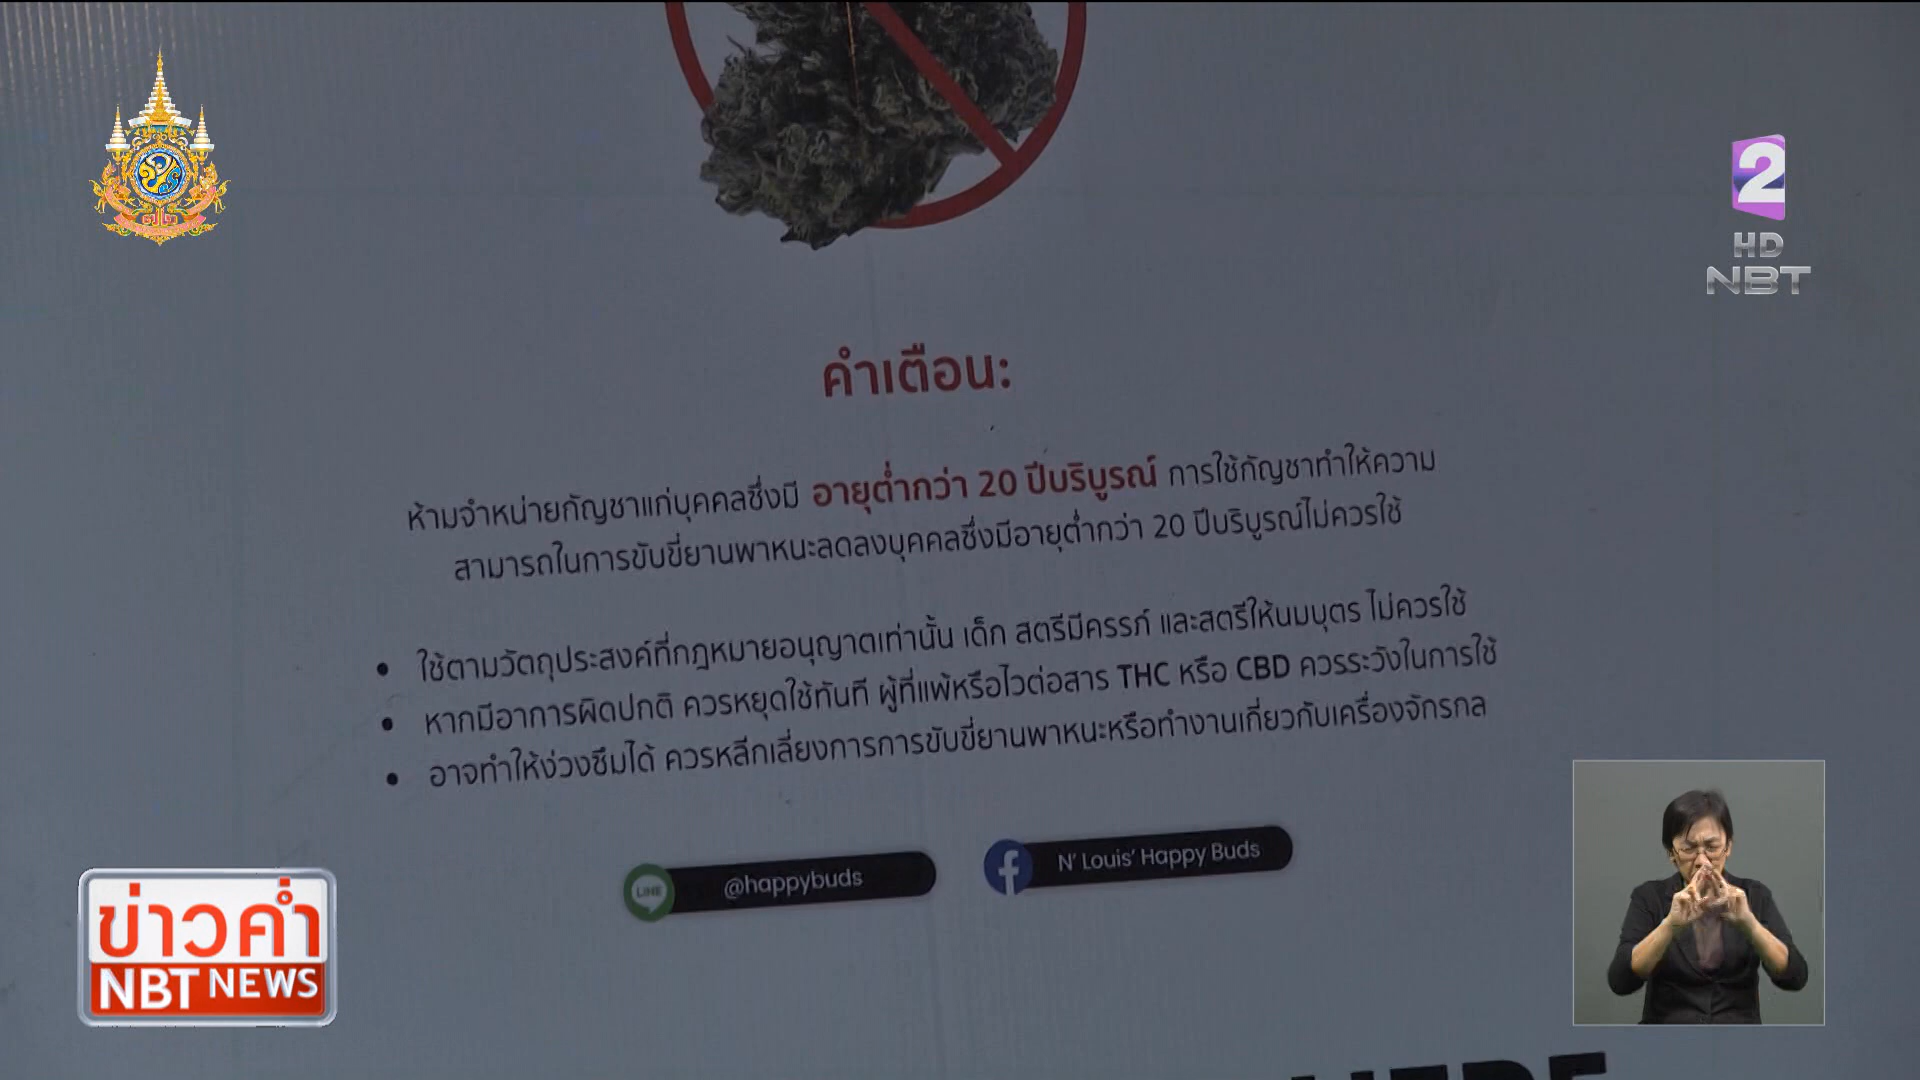 2
HD
NBT
คำเตือน:
ห้ามจำหน่ายกัญชาแก่บุคคลซึ่งมี อายุต่ำกว่า 20 ปีบริบูรณ์ การใช้กัญชาทำให้ความ
สามารถในการขับขี่ยานพาหนะลดลงบุคคลซึ่งมีอายุต่ำกว่า 20 ปีบริบูรณ์ไม่ควรใช้
• ใช้ตามวัตถุประสงค์ที่กฎหมายอนุญาตเท่านั้น เด็ก สตรีมีครรภ์ และสตรีให้นมบุตร ไม่ควรใช้
• หากมีอาการผิดปกติ ควรหยุดใช้ทันที ผู้ที่แพ้หรือไวต่อสาร THC หรือ CBD ควรระวังในการใช้
• อาจทำให้ง่วงซึมได้ ควรหลีกเลี่ยงการการขับขี่ยานพาหนะหรือทำงานเกี่ยวกับเครื่องจักรกล
LINE @happybuds
N' Louis' Happy Buds
ข่าวค่ำ
NBT NEWS